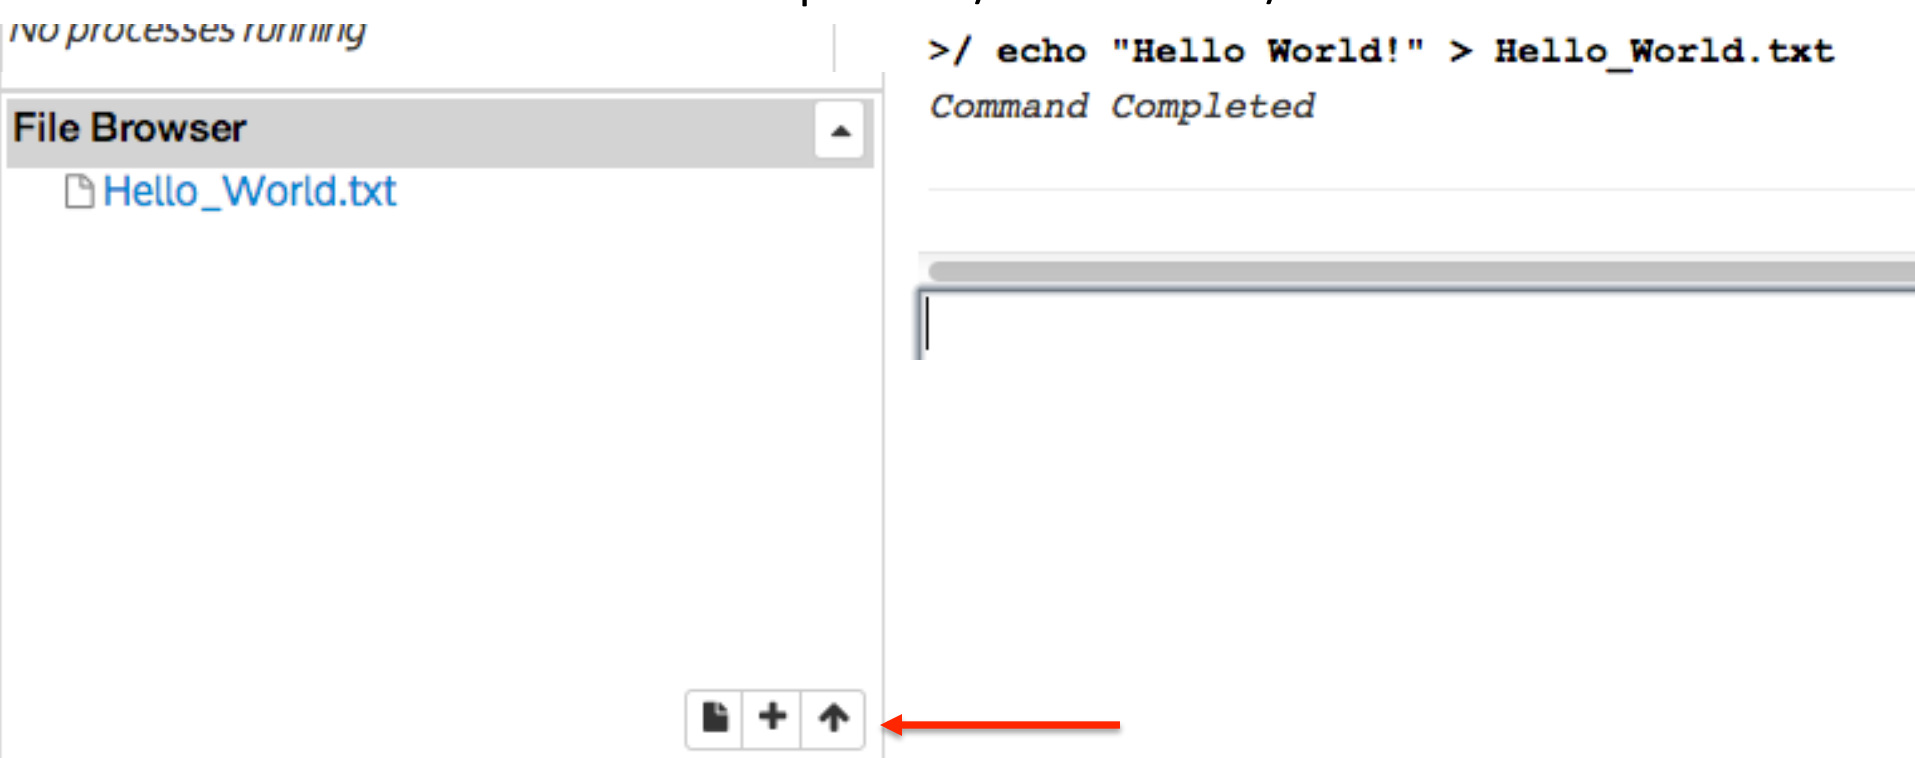 No processes running
File Browser
Hello_World.txt
>/ echo "Hello World!" > Hello_World.txt
Command Completed